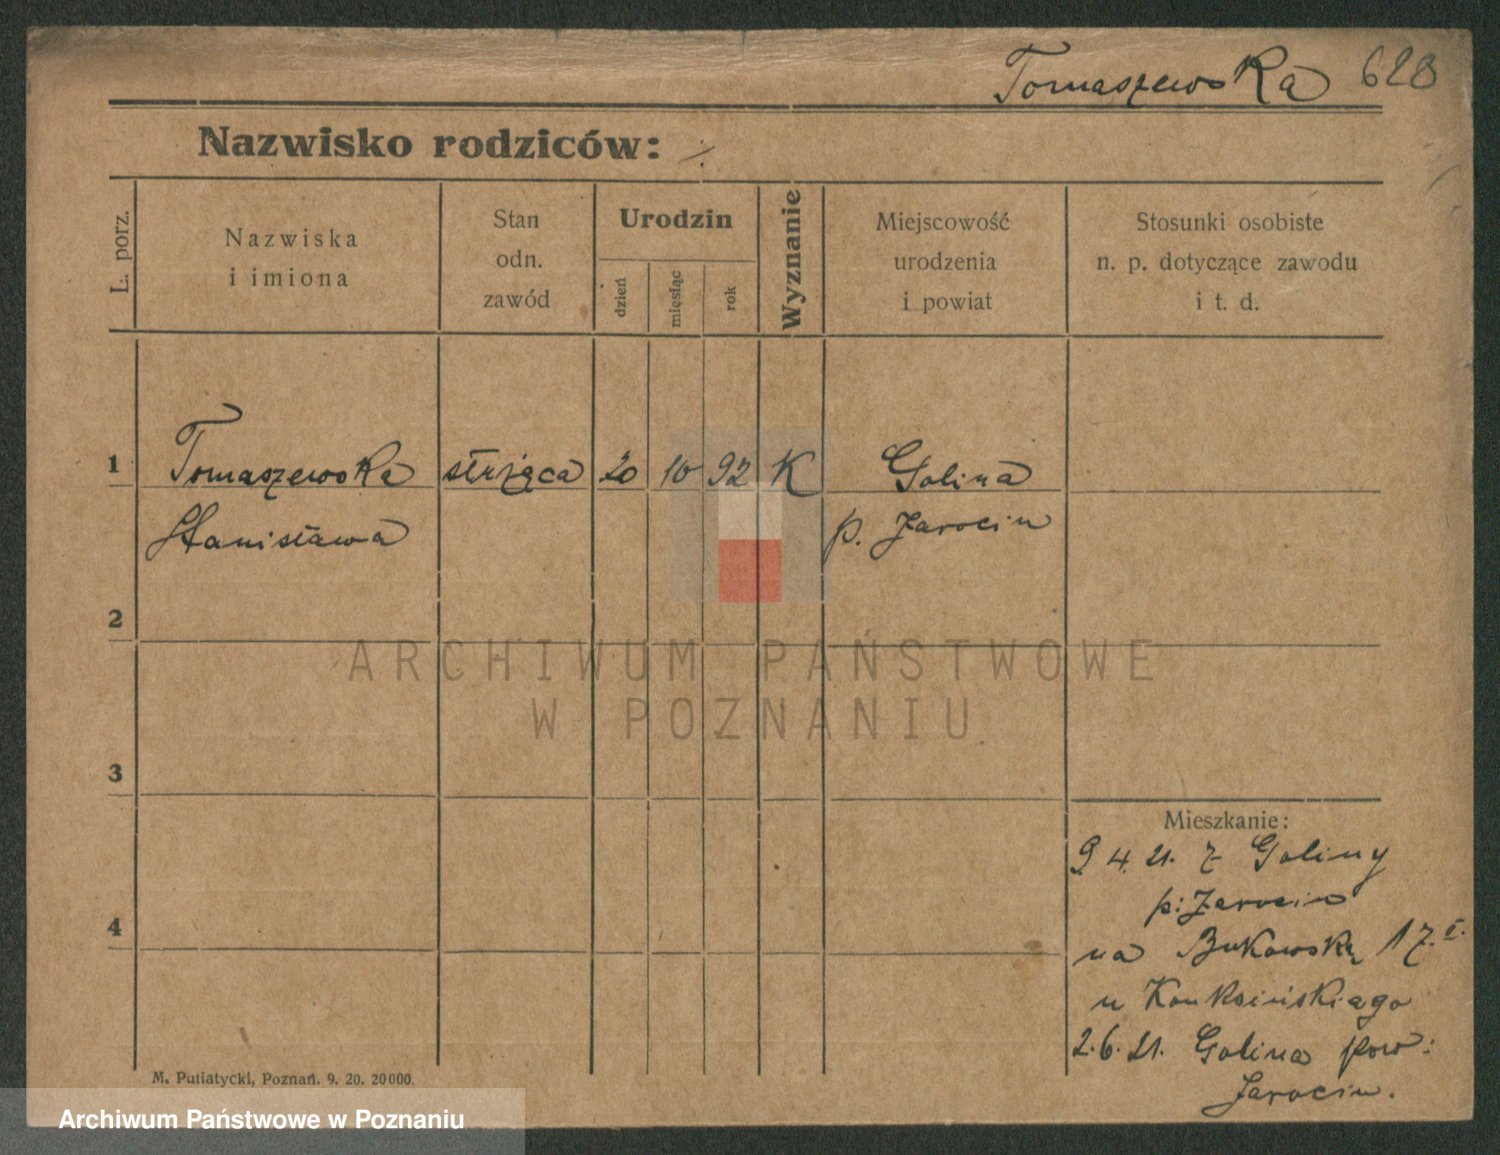 Tomaszewska 628
Nazwisko rodziców:
L. porz.
Nazwiska
i imiona
Stan
odn.
zawód
Urodzin
dzień
miesiąc
rok
Wyznanie
Miejscowość
urodzenia
i powiat
Stosunki osobiste
n. p. dotyczące zawodu
i t. d.
1 Tomaszewska służąca 20 10 92 K Golina
Stanisława p. Jarocin
2
3
4
ARCHIWUM PAŃSTWOWE
W POZNANIU
Mieszkanie:
9 4. 21. z Goliny
p: Jarocin
na Bukowską 17. I.
u
2. 6. 21. Golina pow:
Jarocin.
M. Putiatycki, Poznań. 9. 20. 20000.
Archiwum Państwowe w Poznaniu